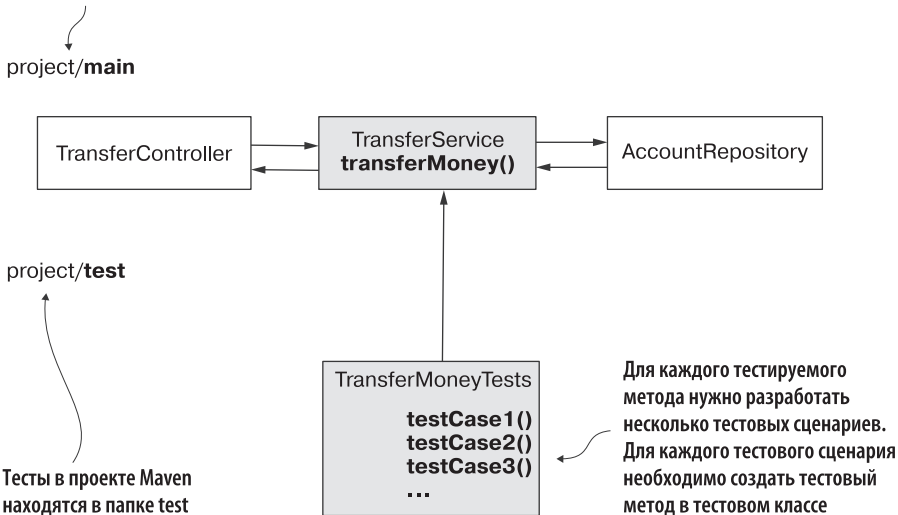 project/main
TransferController
TransferService
transferMoney()
AccountRepository
project/test
TransferMoneyTests
testCase1()
testCase2()
testCase3()
...
Для каждого тестируемого
метода нужно разработать
несколько тестовых сценариев.
Для каждого тестового сценария
необходимо создать тестовый
метод в тестовом классе
Тесты в проекте Maven
находятся в папке test